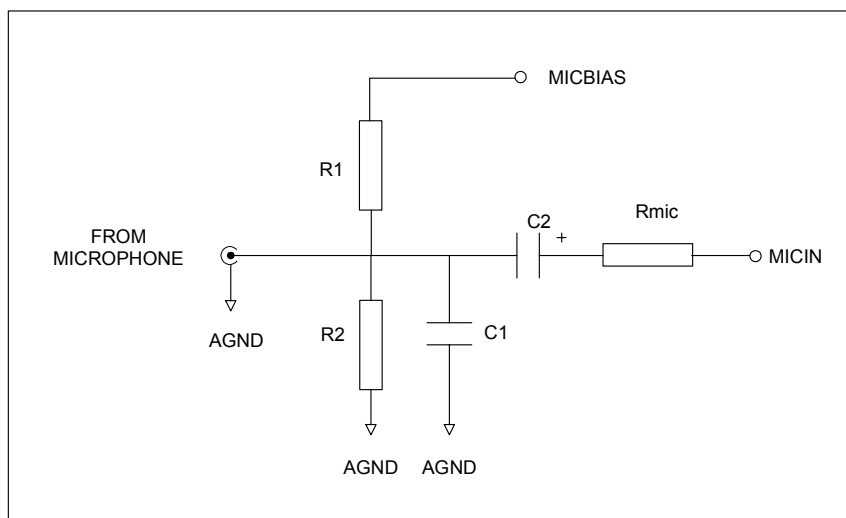 MICBIAS
R1
C2
+
Rmic
FROM
MICROPHONE
MICIN
AGND
R2
C1
AGND
AGND